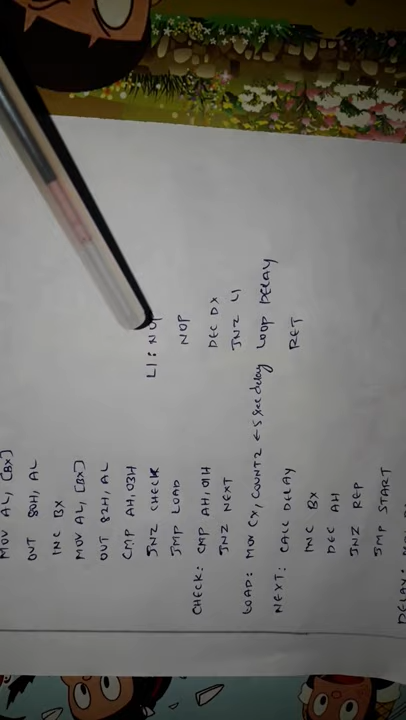 MOV AL, [BX]
OUT 80H, AL
INC BX
MOV AL, [BX]
OUT 82H, AL
CMP AH, 03H
JNZ CHECK
JMP LOAD
CHECK: CMP AH, 01H
JNZ NEXT
LOAD: MOV CX, COUNT2 ← 5 sec delay
NEXT: CALL DELAY
INC BX
DEC AH
JNZ REP
JMP START
DELAY:
L1: NOP
NOP
DEC DX
JNZ L1
LOOP DELAY
RET